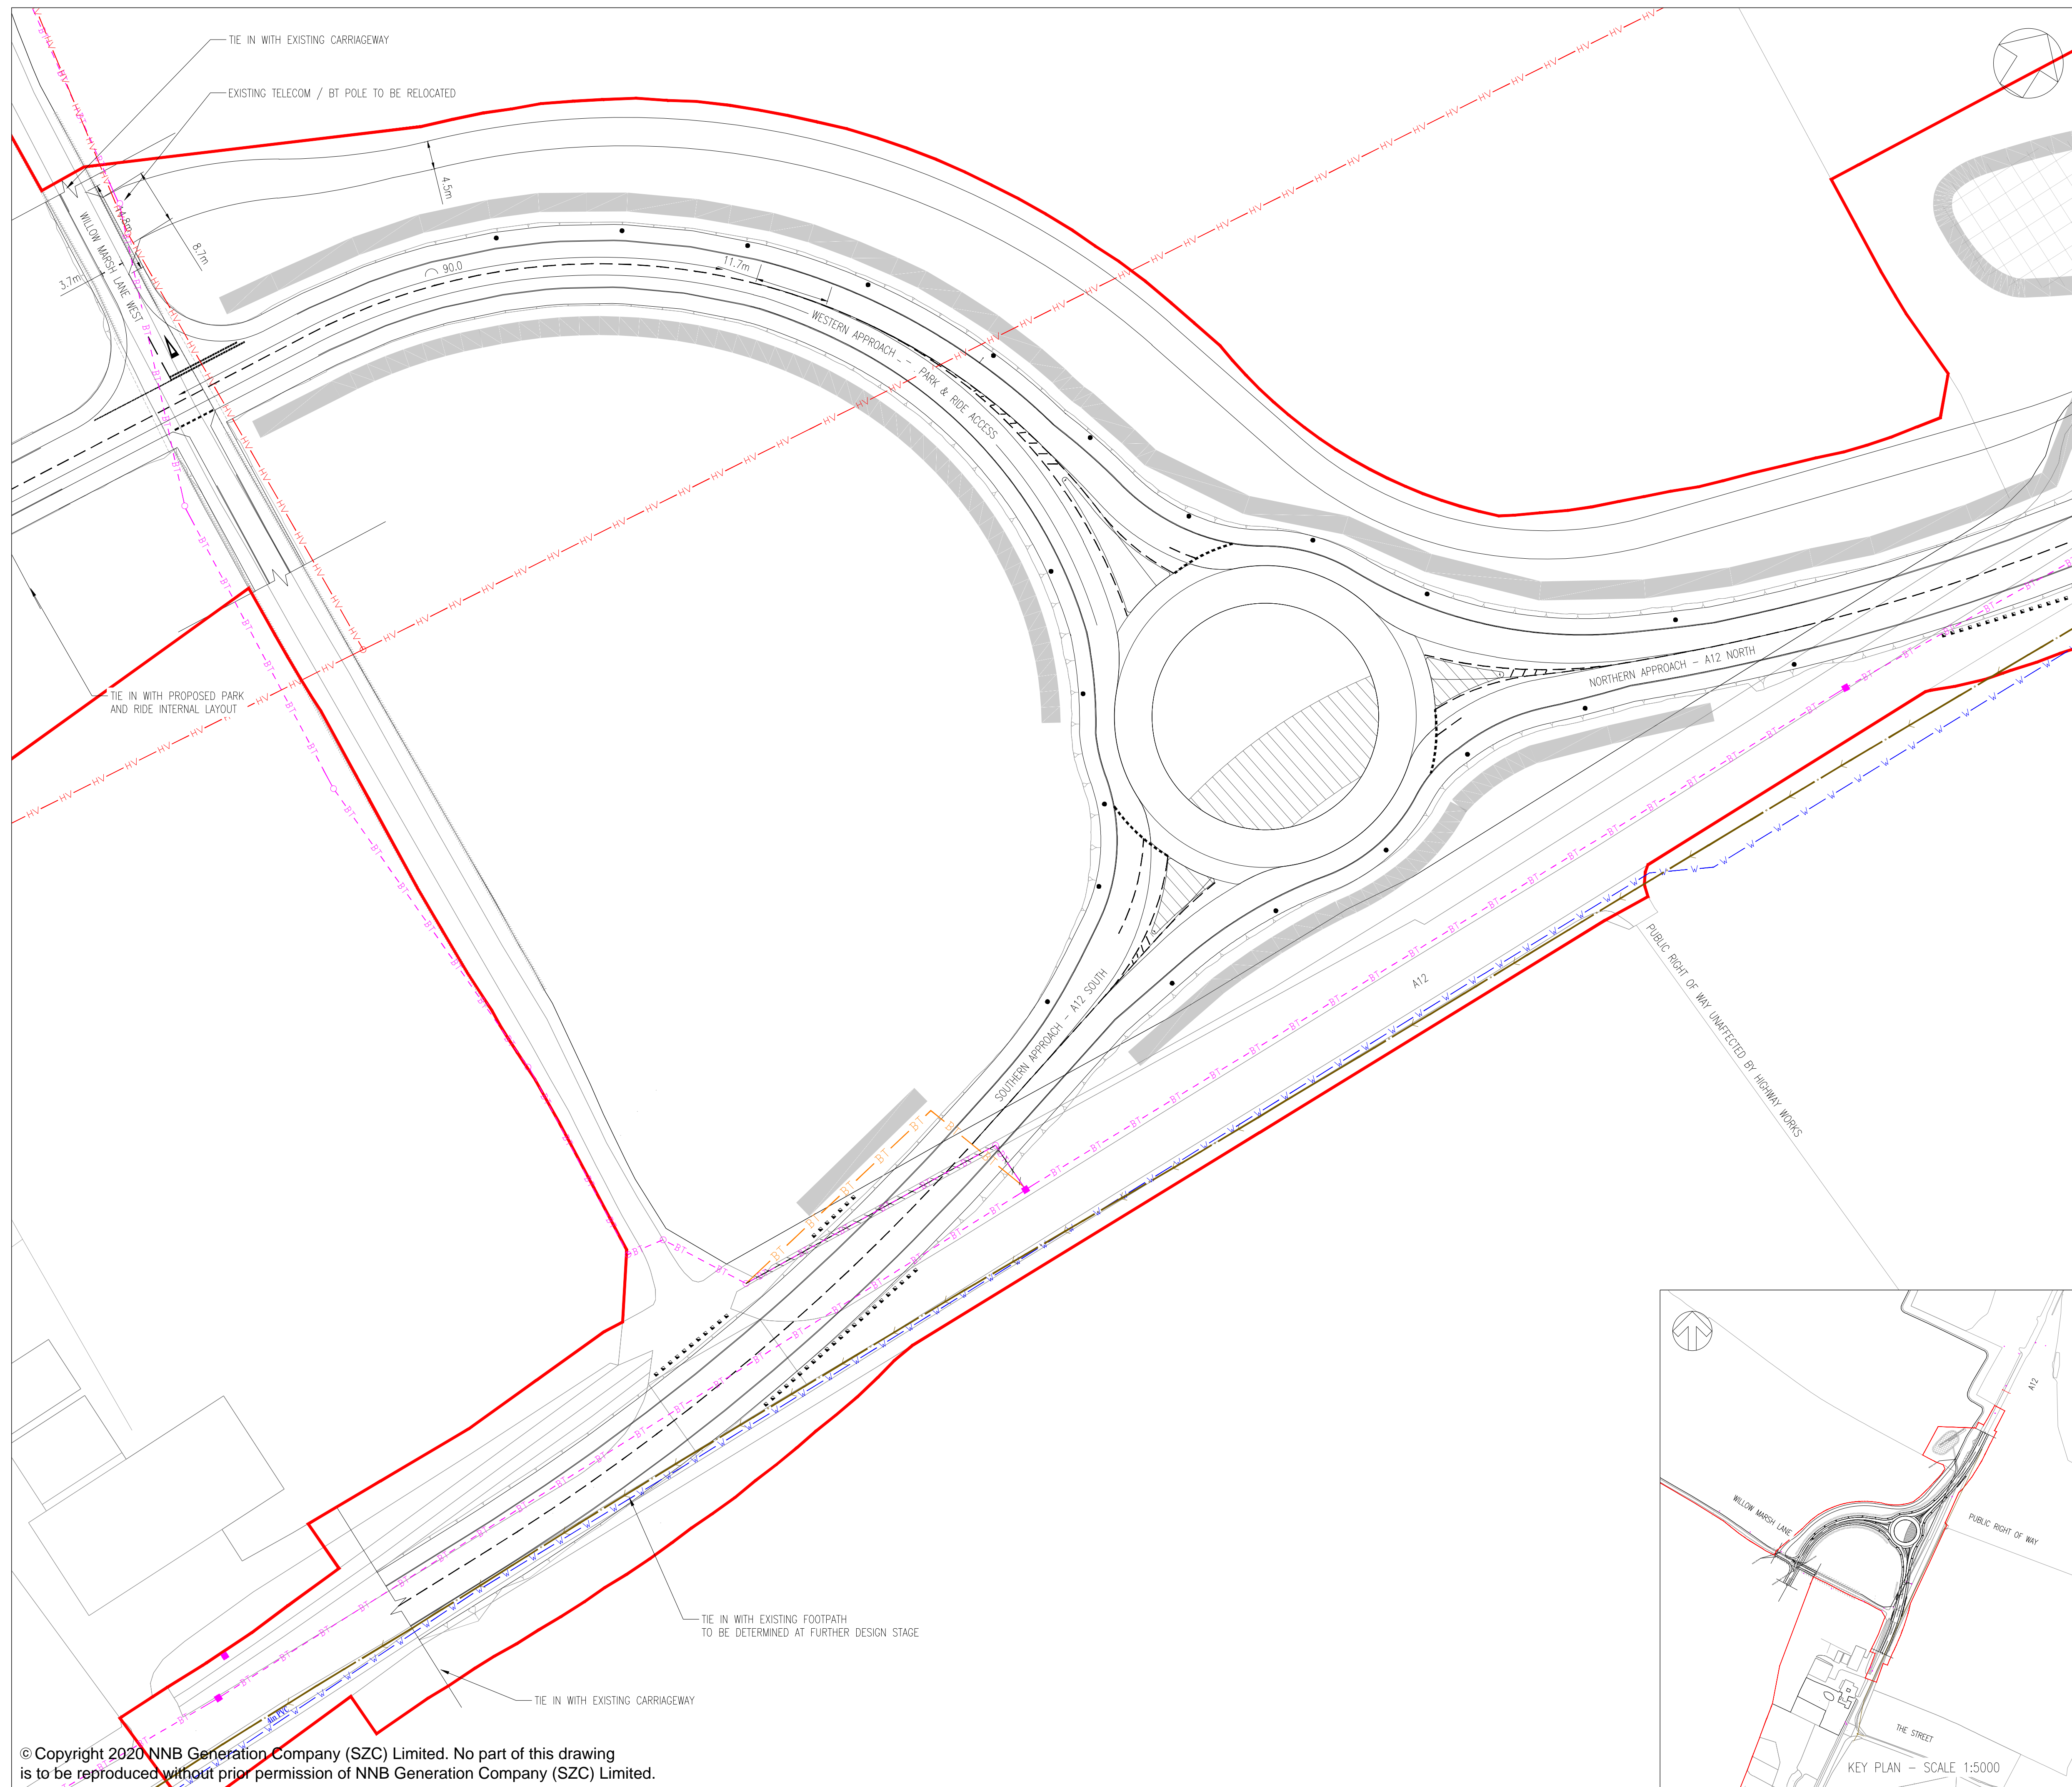 TIE IN WITH EXISTING CARRIAGEWAY
EXISTING TELECOM / BT POLE TO BE RELOCATED
4.5m
14.8m
8.7m
3.7m
WILLOW MARSH LANE WEST
90.0
11.7m
WESTERN APPROACH - PARK & RIDE ACCESS
TIE IN WITH PROPOSED PARK
AND RIDE INTERNAL LAYOUT
NORTHERN APPROACH - A12 NORTH
SOUTHERN APPROACH - A12 SOUTH
A12
PUBLIC RIGHT OF WAY UNAFFECTED BY HIGHWAY WORKS
TIE IN WITH EXISTING FOOTPATH
TO BE DETERMINED AT FURTHER DESIGN STAGE
TIE IN WITH EXISTING CARRIAGEWAY
4in PVC
HV
BT
W
A12
WILLOW MARSH LANE
PUBLIC RIGHT OF WAY
THE STREET
KEY PLAN - SCALE 1:5000
© Copyright 2020 NNB Generation Company (SZC) Limited. No part of this drawing
is to be reproduced without prior permission of NNB Generation Company (SZC) Limited.